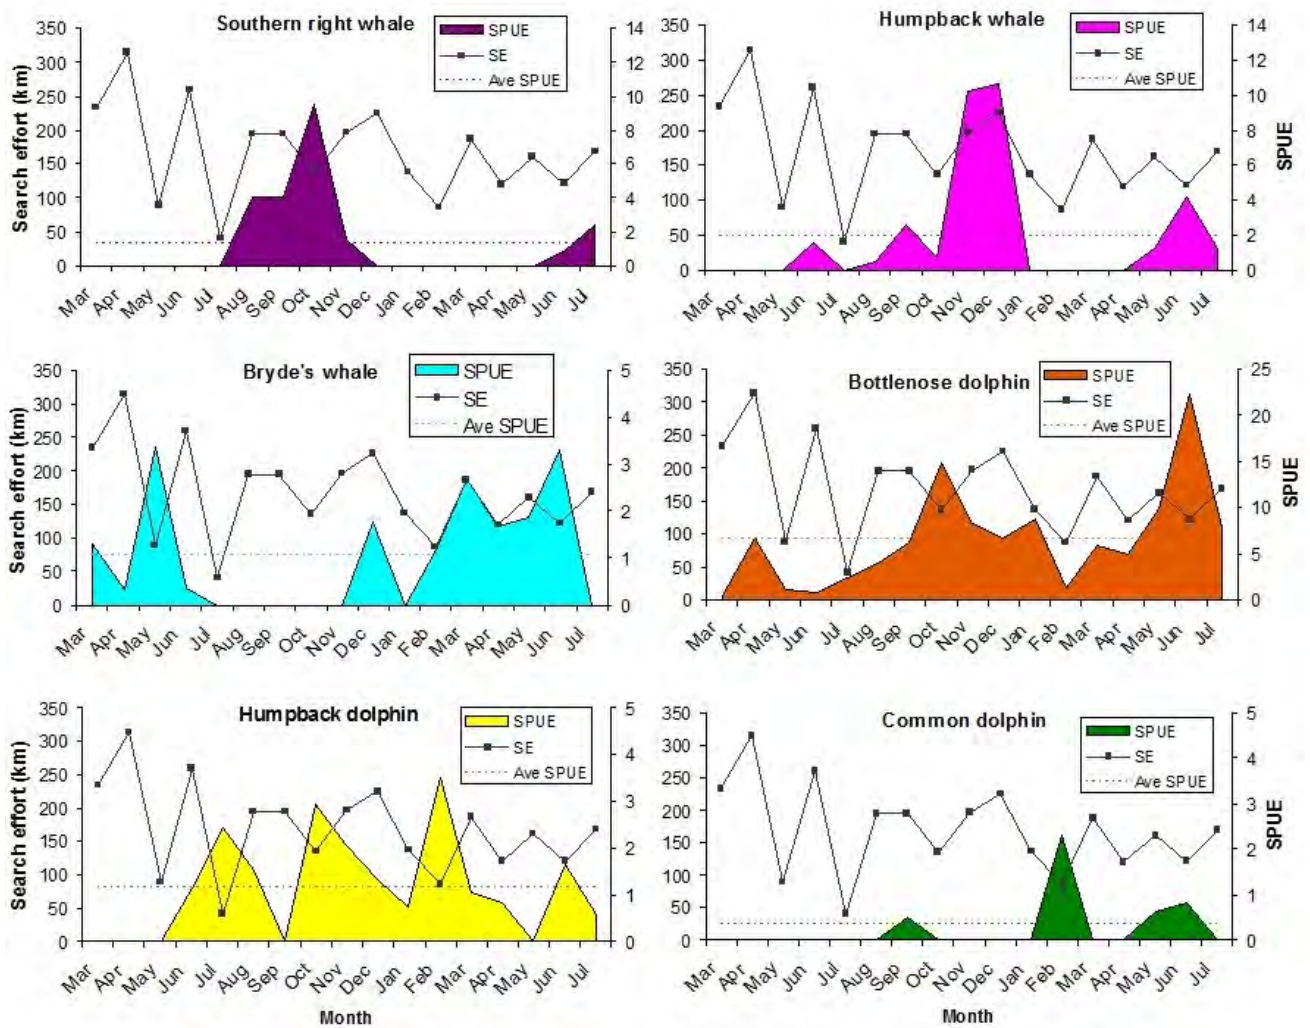 Southern right whale
SPUE
SE
Ave SPUE
Search effort (km)
350
300
250
200
150
100
50
0
14
12
10
8
6
4
2
0
Mar Apr May Jun Jul Aug Sep Oct Nov Dec Jan Feb Mar Apr May Jun Jul
Humpback whale
SPUE
SE
Ave SPUE
350
300
250
200
150
100
50
0
14
12
10
8
6
4
2
0
SPUE
Mar Apr May Jun Jul Aug Sep Oct Nov Dec Jan Feb Mar Apr May Jun Jul
Bryde's whale
SPUE
SE
Ave SPUE
Search effort (km)
350
300
250
200
150
100
50
0
5
4
3
2
1
0
Mar Apr May Jun Jul Aug Sep Oct Nov Dec Jan Feb Mar Apr May Jun Jul
Bottlenose dolphin
SPUE
SE
Ave SPUE
350
300
250
200
150
100
50
0
25
20
15
10
5
0
SPUE
Mar Apr May Jun Jul Aug Sep Oct Nov Dec Jan Feb Mar Apr May Jun Jul
Humpback dolphin
SPUE
SE
Ave SPUE
Search effort (km)
350
300
250
200
150
100
50
0
5
4
3
2
1
0
Mar Apr May Jun Jul Aug Sep Oct Nov Dec Jan Feb Mar Apr May Jun Jul
Month
Common dolphin
SPUE
SE
Ave SPUE
350
300
250
200
150
100
50
0
5
4
3
2
1
0
SPUE
Mar Apr May Jun Jul Aug Sep Oct Nov Dec Jan Feb Mar Apr May Jun Jul
Month